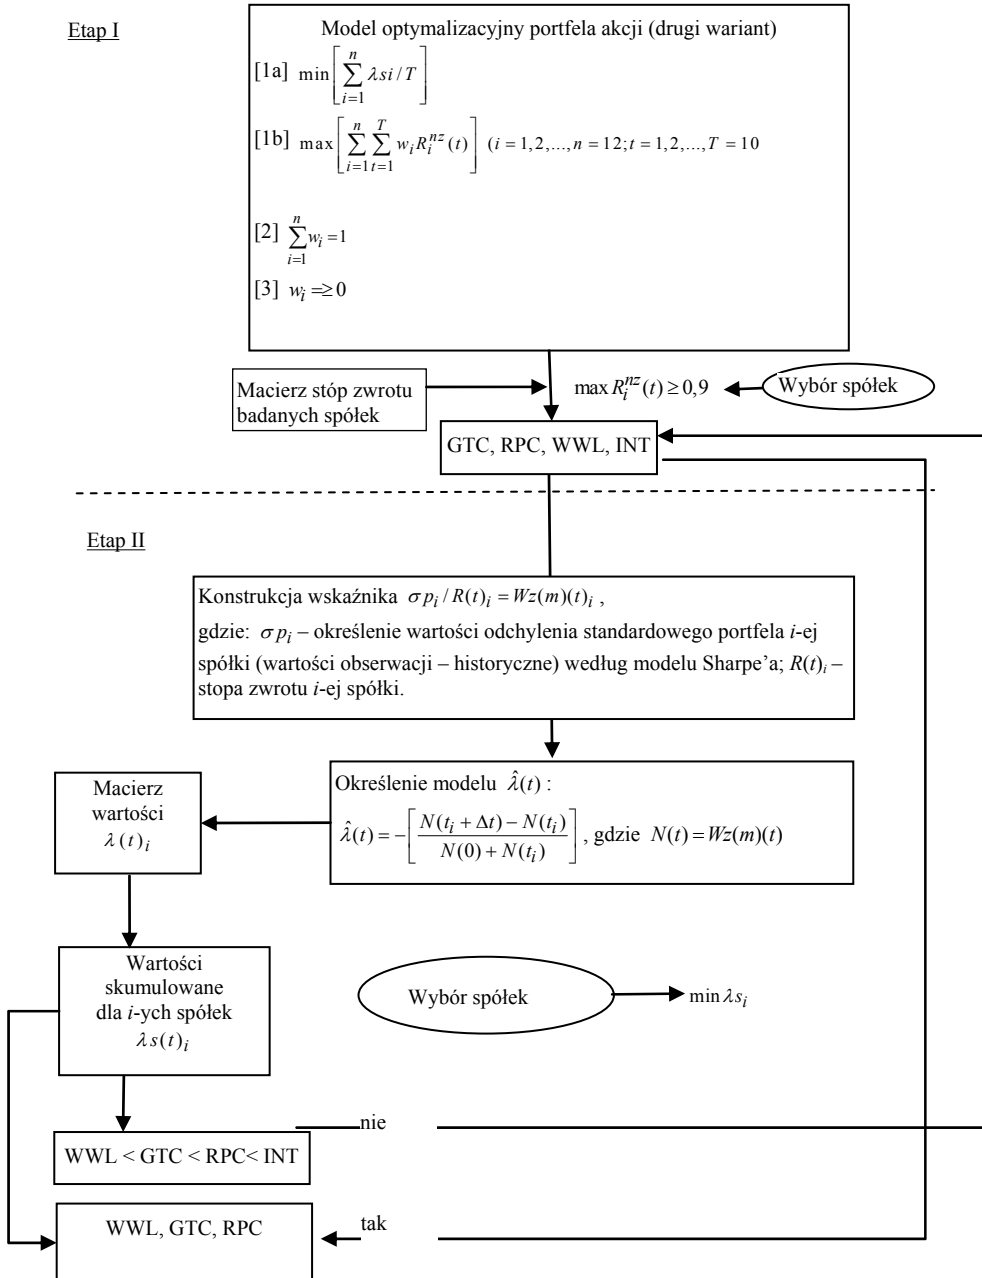 Etap I
Model optymalizacyjny portfela akcji (drugi wariant)
[1a] min[∑_{i=1}^{n} λsi / T]
[1b] max[∑_{i=1}^{n} ∑_{t=1}^{T} w_i R_i^{nz}(t)] (i = 1,2,...,n = 12; t = 1,2,...,T = 10
[2] ∑_{i=1}^{n} w_i = 1
[3] w_i =≥ 0
Macierz stóp zwrotu
badanych spółek
max R_i^{nz}(t) ≥ 0,9
Wybór spółek
GTC, RPC, WWL, INT
Etap II
Konstrukcja wskaźnika σp_i / R(t)_i = Wz(m)(t)_i ,
gdzie: σp_i – określenie wartości odchylenia standardowego portfela i-ej
spółki (wartości obserwacji – historyczne) według modelu Sharpe’a; R(t)_i –
stopa zwrotu i-ej spółki.
Określenie modelu λ̂(t) :
λ̂(t) = −[(N(t_i + Δt) − N(t_i)) / (N(0) + N(t_i))] , gdzie N(t) = Wz(m)(t)
Macierz
wartości
λ(t)_i
Wartości
skumulowane
dla i-ych spółek
λs(t)_i
Wybór spółek
min λs_i
nie
WWL < GTC < RPC< INT
WWL, GTC, RPC
tak